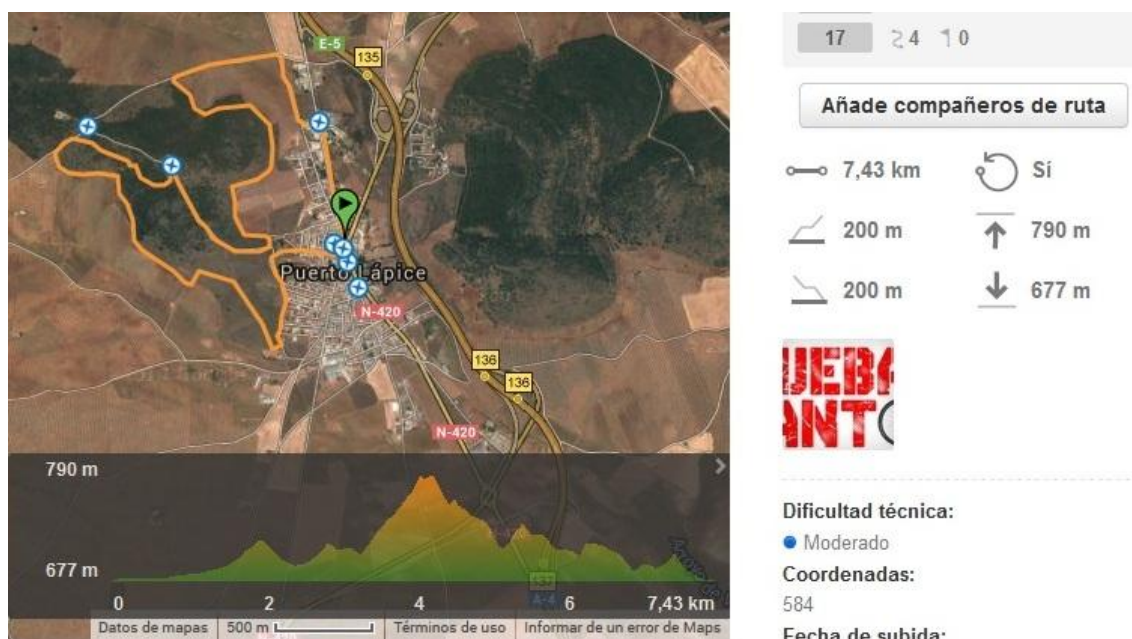 E-5
135
Puerto Lápice
N-420
136
136
N-420
790 m
677 m
137
A-4
0
2
4
6
7,43 km
Datos de mapas
500 m
Términos de uso
Informar de un error de Maps
17
4
0
Añade compañeros de ruta
7,43 km
Sí
200 m
790 m
200 m
677 m
Dificultad técnica:
Moderado
Coordenadas:
584
Fecha de subida: